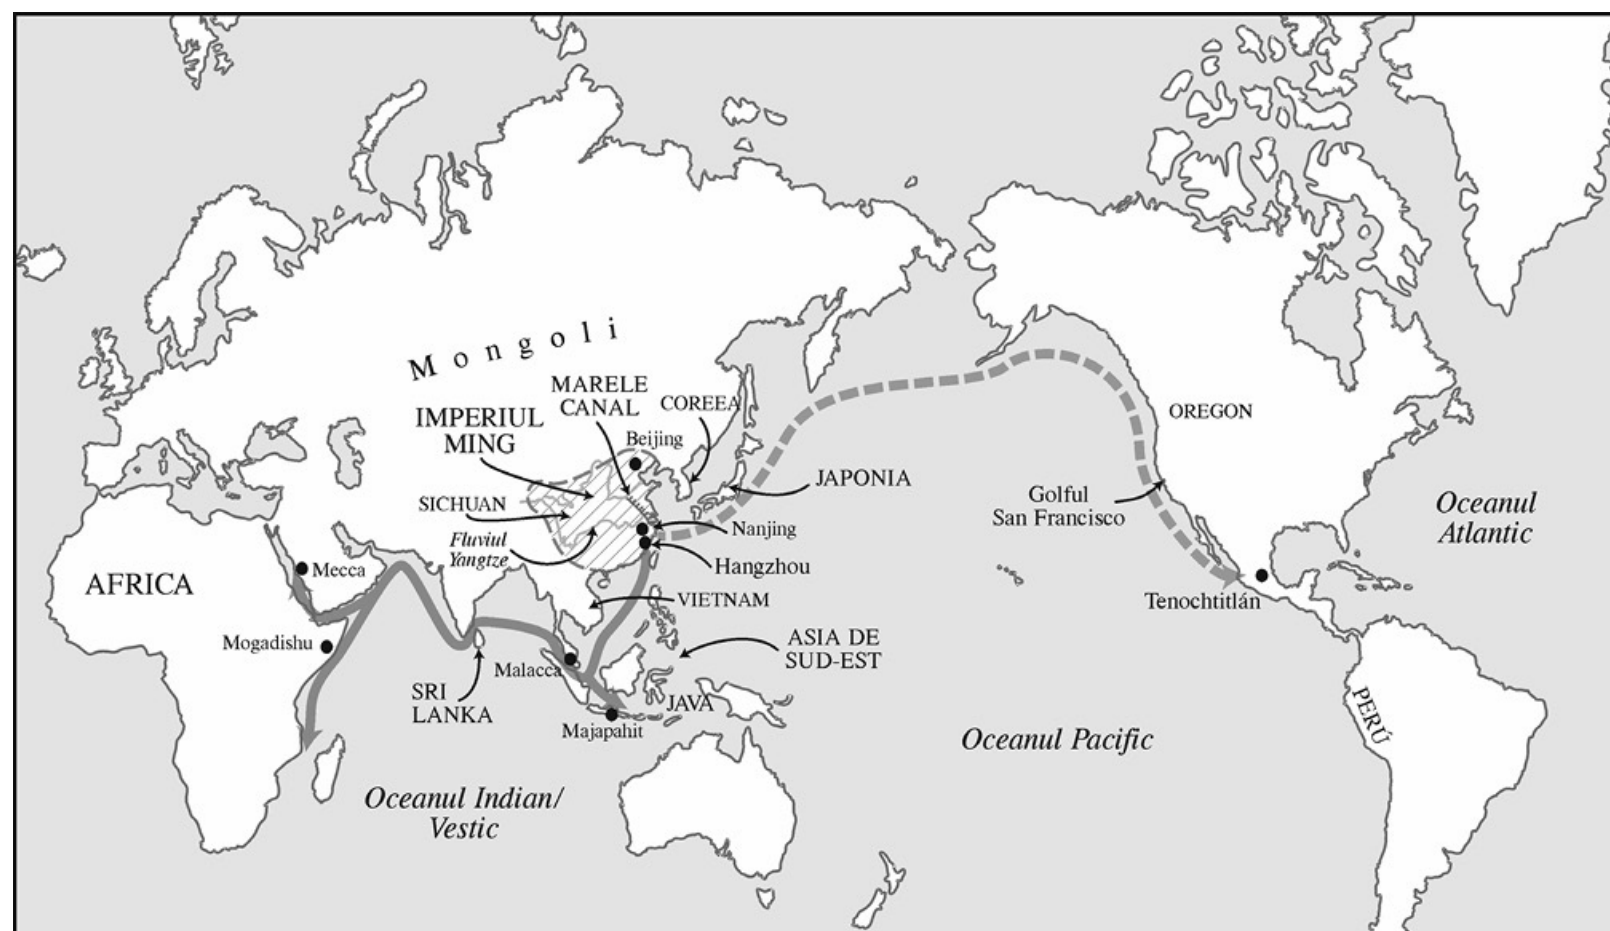 Mongoli
MARELE
CANAL
COREEA
IMPERIUL
MING
Beijing
OREGON
JAPONIA
SICHUAN
Golful
San Francisco
Oceanul
Atlantic
Fluviul
Yangtze
Nanjing
Hangzhou
Mecca
AFRICA
VIETNAM
Tenochtitlán
Mogadishu
ASIA DE
SUD-EST
Malacca
SRI
LANKA
JAVA
Majapahit
PERÚ
Oceanul Pacific
Oceanul Indian/
Vestic